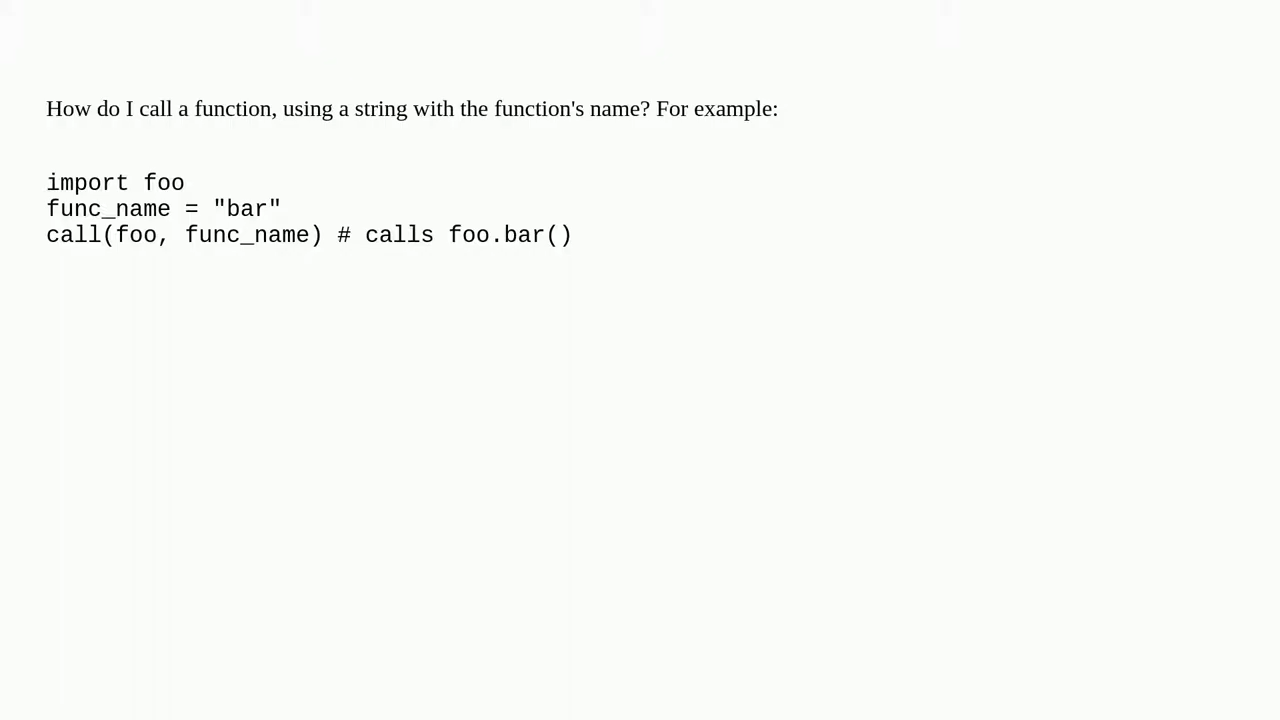 How do I call a function, using a string with the function's name? For example:
import foo
func_name = "bar"
call(foo, func_name) # calls foo.bar()